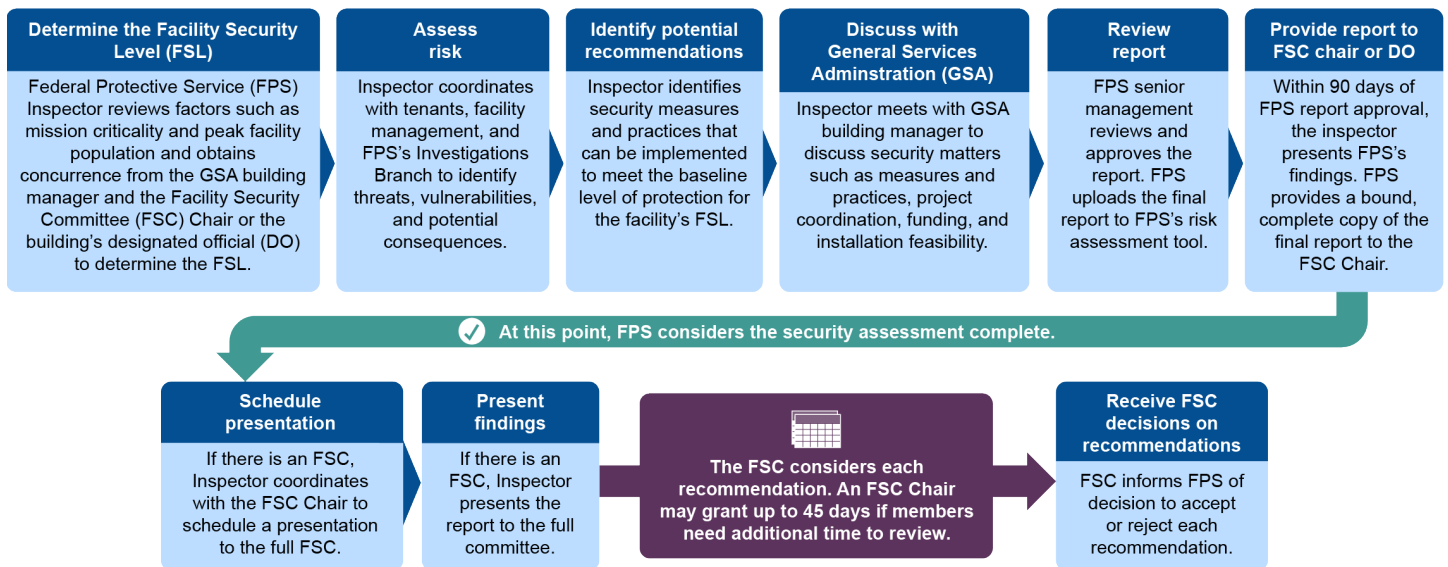 Determine the Facility Security
Level (FSL)
Federal Protective Service (FPS)
Inspector reviews factors such as
mission criticality and peak facility
population and obtains
concurrence from the GSA building
manager and the Facility Security
Committee (FSC) Chair or the
building's designated official (DO)
to determine the FSL.
Assess
risk
Inspector coordinates
with tenants, facility
management, and
FPS's Investigations
Branch to identify
threats, vulnerabilities,
and potential
consequences.
Identify potential
recommendations
Inspector identifies
security measures
and practices that
can be implemented
to meet the baseline
level of protection for
the facility's FSL.
Discuss with
General Services
Adminstration (GSA)
Inspector meets with GSA
building manager to
discuss security matters
such as measures and
practices, project
coordination, funding, and
installation feasibility.
Review
report
FPS senior
management
reviews and
approves the
report. FPS
uploads the final
report to FPS's risk
assessment tool.
Provide report to
FSC chair or DO
Within 90 days of
FPS report approval,
the inspector
presents FPS's
findings. FPS
provides a bound,
complete copy of the
final report to the
FSC Chair.
At this point, FPS considers the security assessment complete.
Schedule
presentation
If there is an FSC,
Inspector coordinates
with the FSC Chair to
schedule a presentation
to the full FSC.
Present
findings
If there is an
FSC, Inspector
presents the
report to the full
committee.
The FSC considers each
recommendation. An FSC Chair
may grant up to 45 days if members
need additional time to review.
Receive FSC
decisions on
recommendations
FSC informs FPS of
decision to accept
or reject each
recommendation.